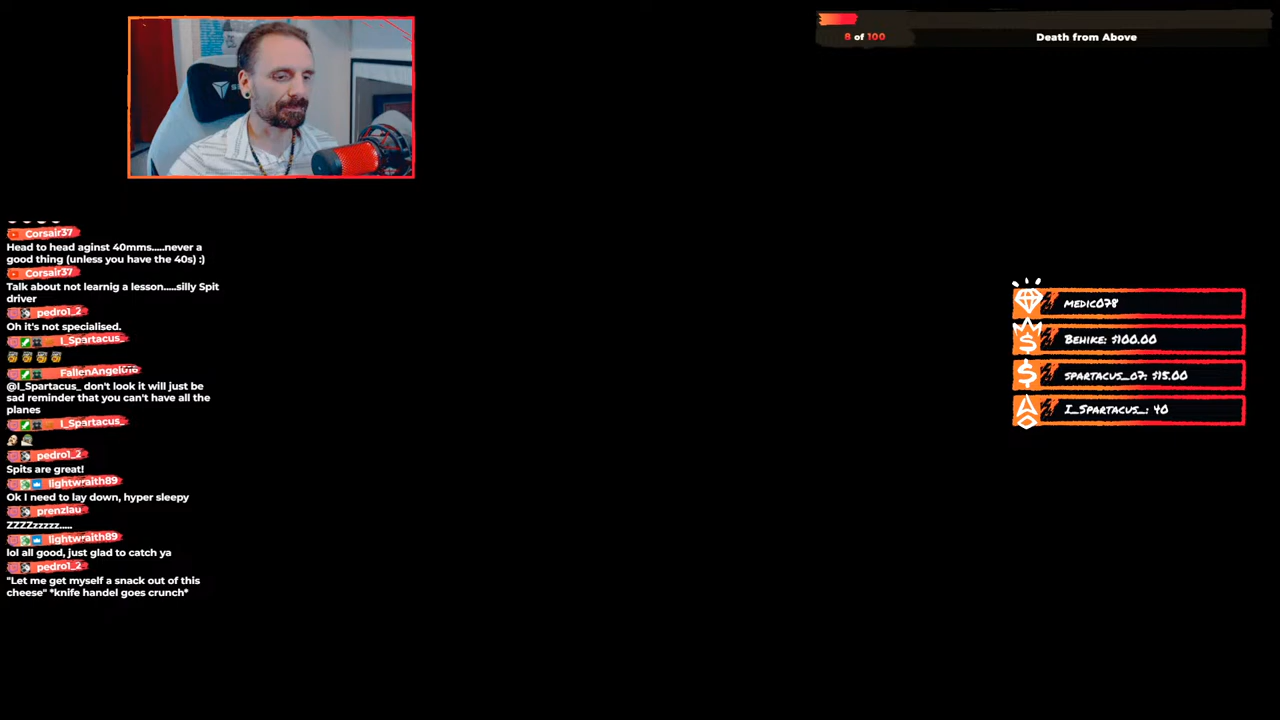 8 of 100
Death from Above
Corsair37
Head to head aginst 40mms.....never a
good thing (unless you have the 40s) :)
Corsair37
Talk about not learnig a lesson.....silly Spit
driver
pedro1_2
Oh it's not specialised.
I_Spartacus_
FallenAngel016
@I_Spartacus_ don't look it will just be
sad reminder that you can't have all the
planes
I_Spartacus_
pedro1_2
Spits are great!
lightwraith89
Ok I need to lay down, hyper sleepy
prenzlau
ZZZZzzzzz.....
lightwraith89
lol all good, just glad to catch ya
pedro1_2
"Let me get myself a snack out of this
cheese" *knife handel goes crunch*
medic078
Behike: $100.00
spartacus_07: $15.00
I_Spartacus_: 40